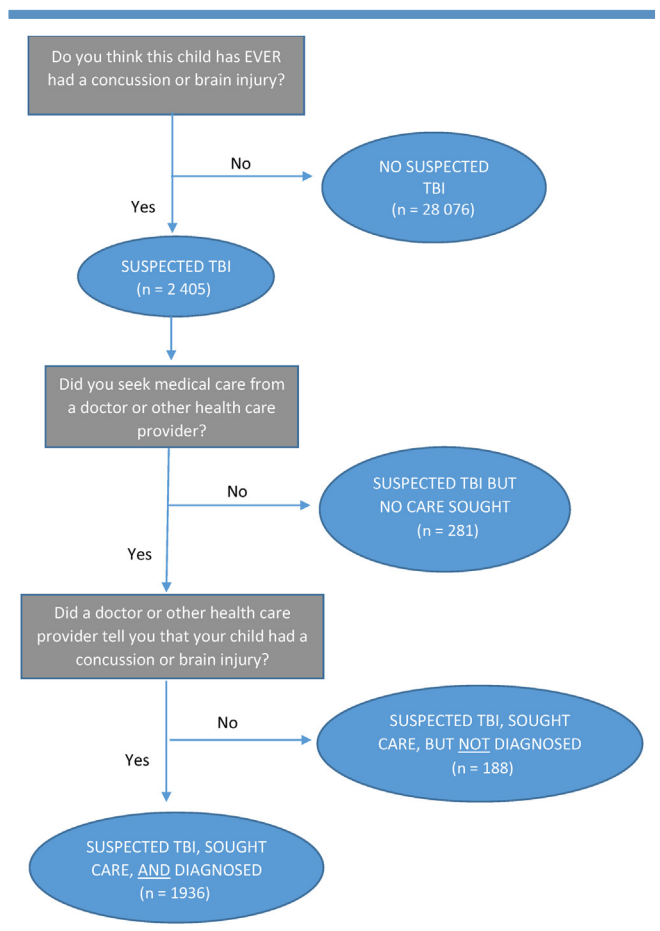 Do you think this child has EVER
had a concussion or brain injury?
No
NO SUSPECTED
TBI
(n = 28 076)
Yes
SUSPECTED TBI
(n = 2 405)
Did you seek medical care from
a doctor or other health care
provider?
No
SUSPECTED TBI BUT
NO CARE SOUGHT
(n = 281)
Yes
Did a doctor or other health care
provider tell you that your child had a
concussion or brain injury?
No
SUSPECTED TBI, SOUGHT
CARE, BUT NOT DIAGNOSED
(n = 188)
Yes
SUSPECTED TBI, SOUGHT
CARE, AND DIAGNOSED
(n = 1936)